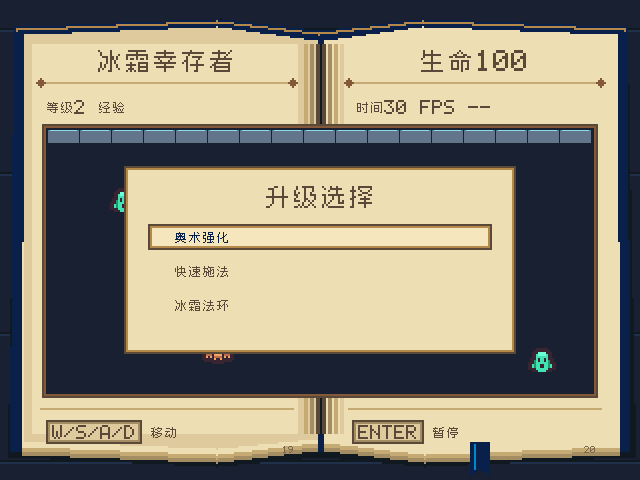 冰霜幸存者
生命100
等级2 经验
时间30 FPS --
升级选择
奥术强化
快速施法
冰霜法环
W/S/A/D 移动
ENTER 暂停
19
20